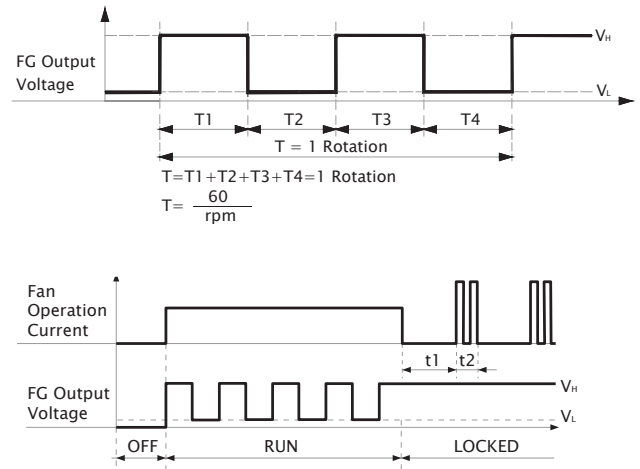 FG Output
Voltage
VH
VL
T1 T2 T3 T4
T = 1 Rotation
T=T1+T2+T3+T4=1 Rotation
T= 60
rpm
Fan
Operation
Current
t1 t2
FG Output
Voltage
VH
VL
OFF RUN LOCKED